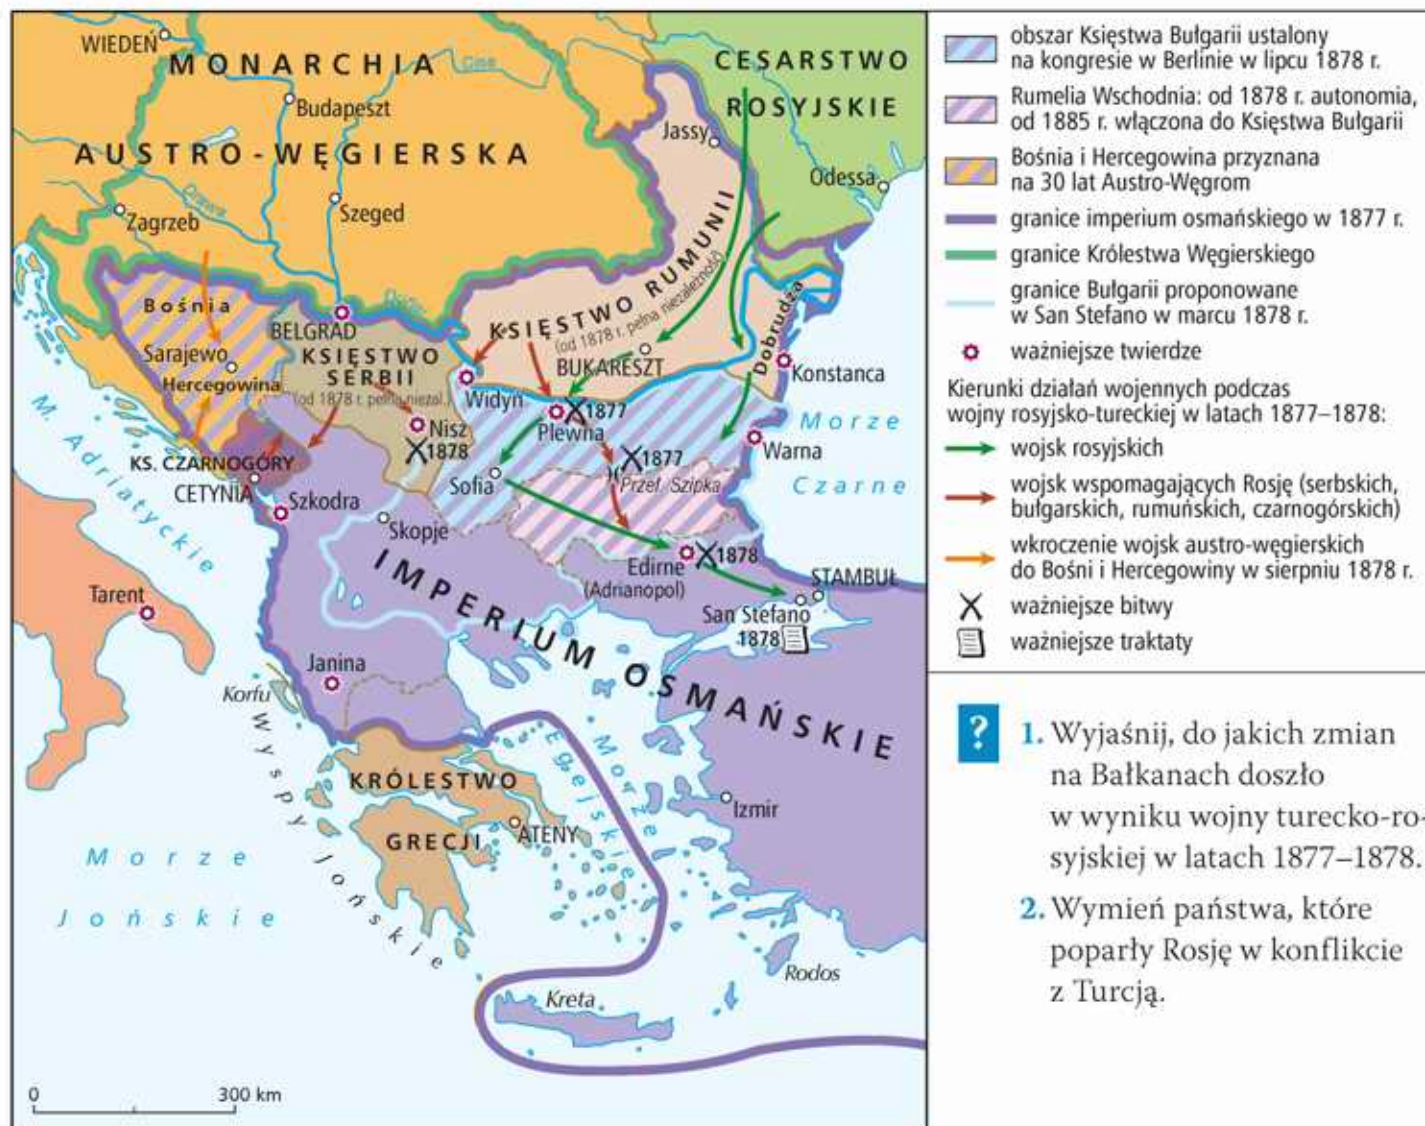 WIEDEŃ
MONARCHIA
Cisa
Budapeszt
AUSTRO-WĘGIERSKA
Zagrzeb
Drawa
Szeged
CESARSTWO
ROSYJSKIE
Jassy
Odessa
Bośnia
BELGRAD
Sarajewo
Hercegowina
KSIĘSTWO
SERBII
(od 1878 r. pełna niezal.)
KSIĘSTWO RUMUNII
(od 1878 r. pełna niezależność)
BUKARESZT
Dobrudża
Konstanca
Widyń
Nisz
1878
Plewna
1877
1877
Przeł. Szipka
Warna
Morze
Czarne
Sofia
KS. CZARNOGÓRY
CETYNIA
Szkodra
Skopje
M. Adriatyckie
IMPERIUM OSMAŃSKIE
Edirne
(Adrianopol)
1878
STAMBUŁ
San Stefano
1878
Tarent
Janina
Korfu
Wyspy Jońskie
KRÓLESTWO
GRECJI
ATENY
Morze
Egejskie
Izmir
Morze
Jońskie
Rodos
Kreta
0
300 km
obszar Księstwa Bułgarii ustalony
na kongresie w Berlinie w lipcu 1878 r.
Rumelia Wschodnia: od 1878 r. autonomia,
od 1885 r. włączona do Księstwa Bułgarii
Bośnia i Hercegowina przyznana
na 30 lat Austro-Węgrom
granice imperium osmańskiego w 1877 r.
granice Królestwa Węgierskiego
granice Bułgarii proponowane
w San Stefano w marcu 1878 r.
ważniejsze twierdze
Kierunki działań wojennych podczas
wojny rosyjsko-tureckiej w latach 1877–1878:
wojsk rosyjskich
wojsk wspomagających Rosję (serbskich,
bułgarskich, rumuńskich, czarnogórskich)
wkroczenie wojsk austro-węgierskich
do Bośni i Hercegowiny w sierpniu 1878 r.
ważniejsze bitwy
ważniejsze traktaty
?
1. Wyjaśnij, do jakich zmian
na Bałkanach doszło
w wyniku wojny turecko-ro-
syjskiej w latach 1877–1878.
2. Wymień państwa, które
poparły Rosję w konflikcie
z Turcją.